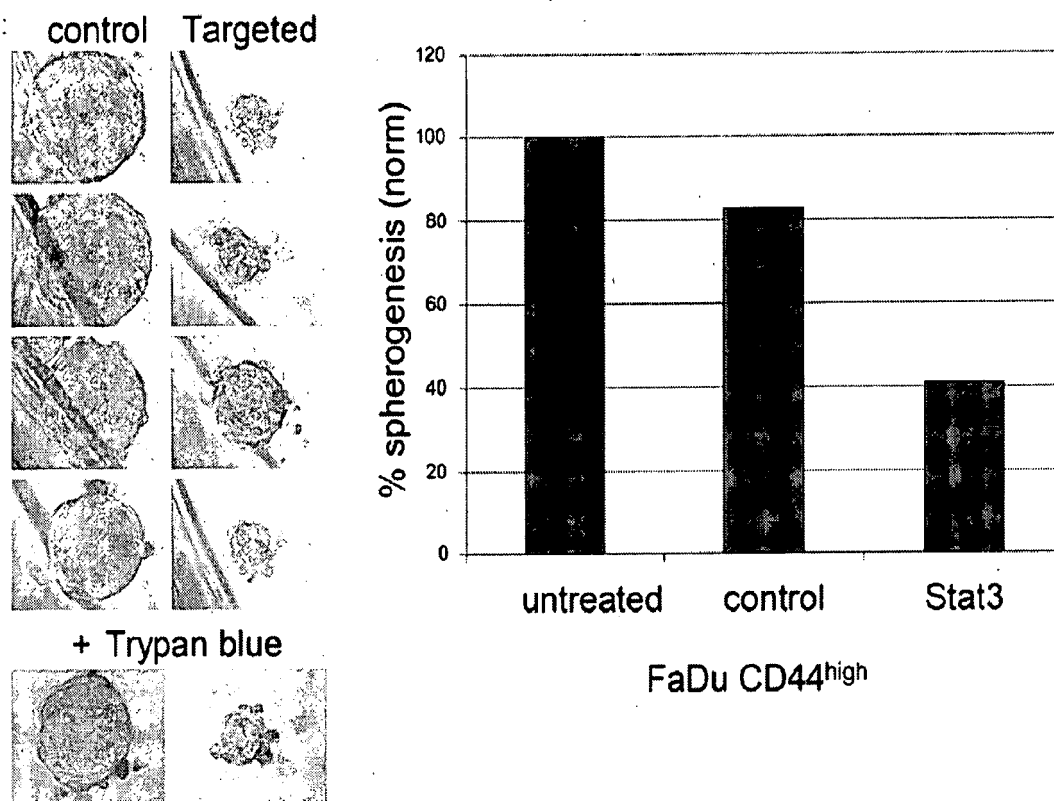 control Targeted
+ Trypan blue
% spherogenesis (norm)
120
100
80
60
40
20
0
untreated control Stat3
FaDu CD44high